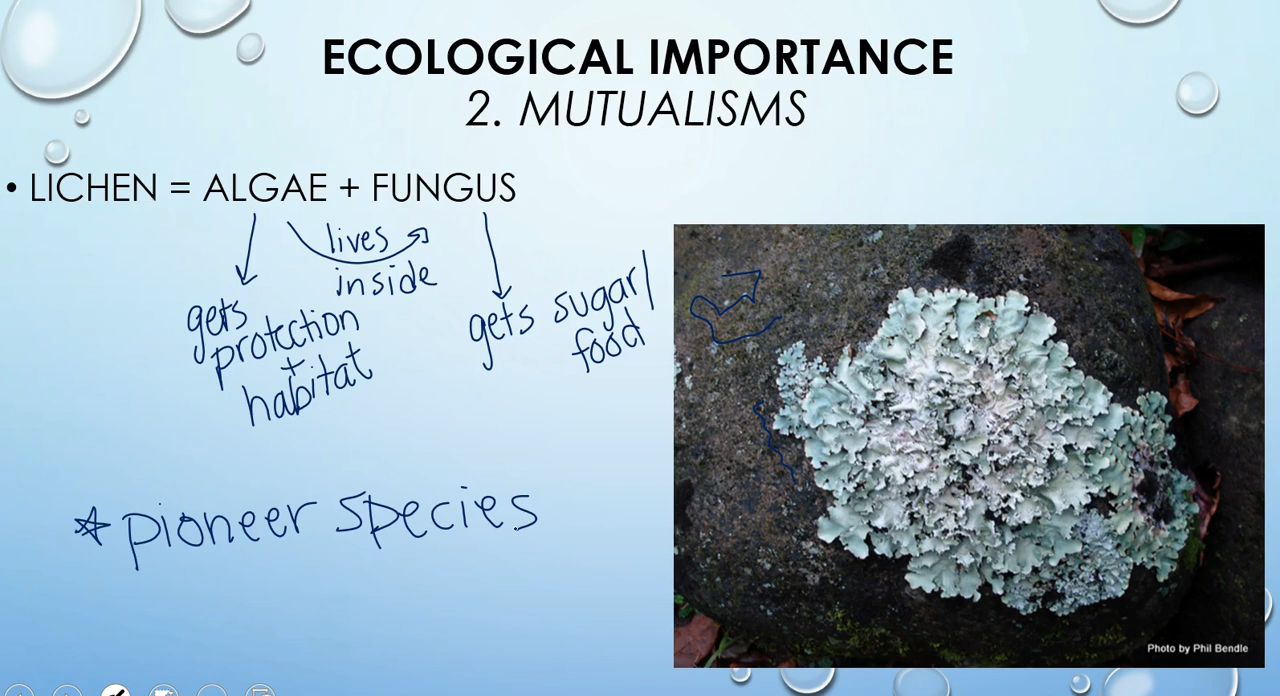 ECOLOGICAL IMPORTANCE
2. MUTUALISMS
• LICHEN = ALGAE + FUNGUS
lives
inside
gets
protection
+
habitat
gets sugar/
food
*pioneer species
Photo by Phil Bendle